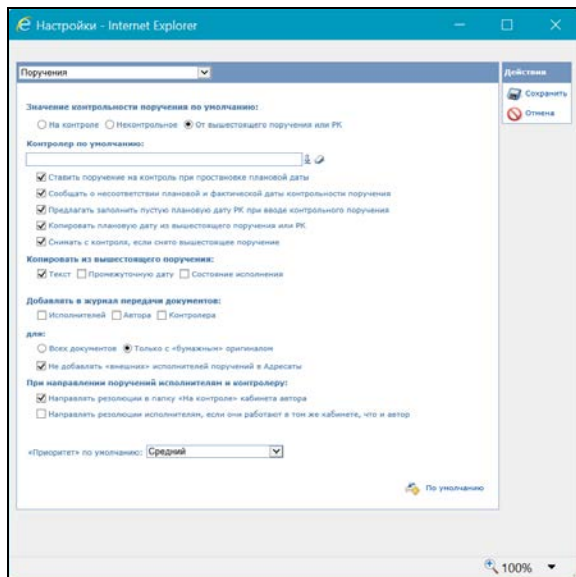 Настройки - Internet Explorer
Поручения
Действия
Сохранить
Отмена
Значение контрольности поручения по умолчанию:
На контроле Неконтрольное От вышестоящего поручения или РК
Контролер по умолчанию:
Ставить поручение на контроль при простановке плановой даты
Сообщать о несоответствии плановой и фактической даты контрольности поручения
Предлагать заполнить пустую плановую дату РК при вводе контрольного поручения
Копировать плановую дату из вышестоящего поручения или РК
Снимать с контроля, если снято вышестоящее поручение
Копировать из вышестоящего поручения:
Текст Промежуточную дату Состояние исполнения
Добавлять в журнал передачи документов:
Исполнителей Автора Контролера
для:
Всех документов Только с «бумажным» оригиналом
Не добавлять «внешних» исполнителей поручений в Адресаты
При направлении поручений исполнителям и контролеру:
Направлять резолюции в папку «На контроле» кабинета автора
Направлять резолюции исполнителям, если они работают в том же кабинете, что и автор
«Приоритет» по умолчанию: Средний
По умолчанию
100%